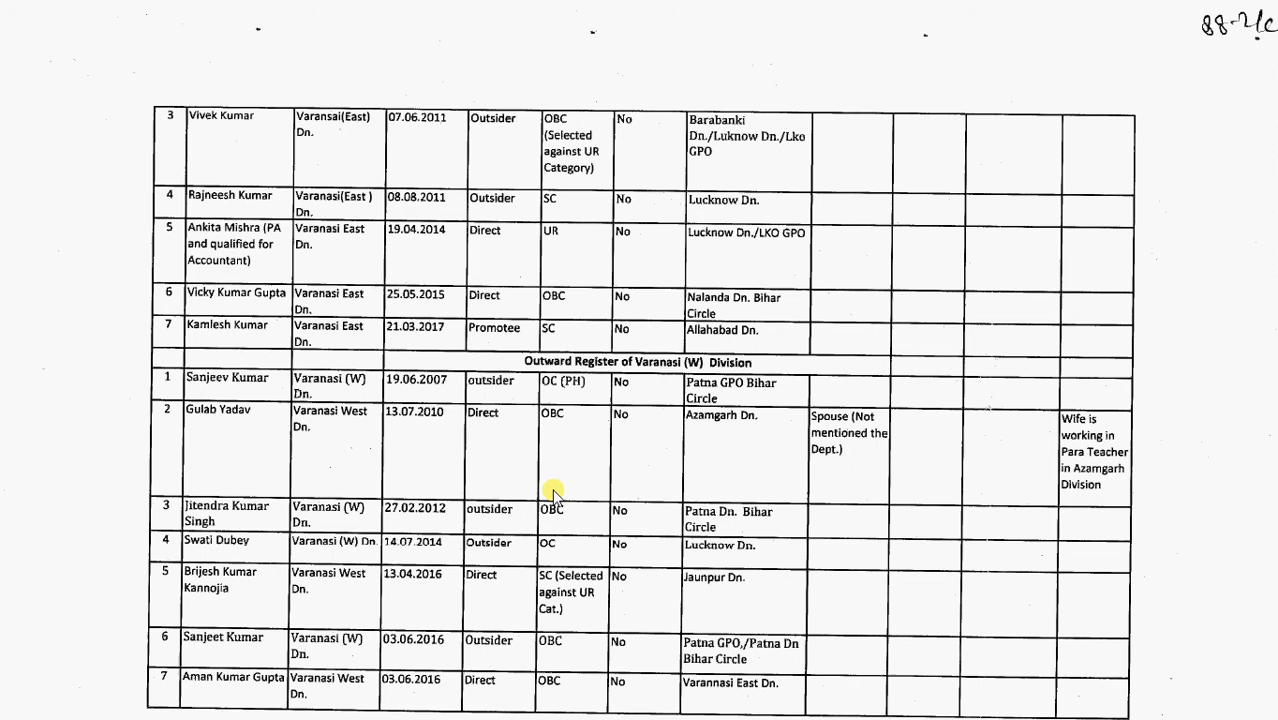 88-2/C
3 Vivek Kumar Varansai(East) 07.06.2011 Outsider OBC No Barabanki
Dn. (Selected Dn./Luknow Dn./Lko
against UR GPO
Category)
4 Rajneesh Kumar Varanasi(East ) 08.08.2011 Outsider SC No Lucknow Dn.
Dn.
5 Ankita Mishra (PA Varanasi East 19.04.2014 Direct UR No Lucknow Dn./LKO GPO
and qualified for Dn.
Accountant)
6 Vicky Kumar Gupta Varanasi East 25.05.2015 Direct OBC No Nalanda Dn. Bihar
Dn. Circle
7 Kamlesh Kumar Varanasi East 21.03.2017 Promotee SC No Allahabad Dn.
Dn.
Outward Register of Varanasi (W) Division
1 Sanjeev Kumar Varanasi (W) 19.06.2007 outsider OC (PH) No Patna GPO Bihar
Dn. Circle
2 Gulab Yadav Varanasi West 13.07.2010 Direct OBC No Azamgarh Dn. Spouse (Not Wife is
Dn. mentioned the working in
Dept.) Para Teacher
in Azamgarh
Division
3 Jitendra Kumar Varanasi (W) 27.02.2012 outsider OBC No Patna Dn. Bihar
Singh Dn. Circle
4 Swati Dubey Varanasi (W) Dn. 14.07.2014 Outsider OC No Lucknow Dn.
5 Brijesh Kumar Varanasi West 13.04.2016 Direct SC (Selected No Jaunpur Dn.
Kannojia Dn. against UR
Cat.)
6 Sanjeet Kumar Varanasi (W) 03.06.2016 Outsider OBC No Patna GPO,/Patna Dn
Dn. Bihar Circle
7 Aman Kumar Gupta Varanasi West 03.06.2016 Direct OBC No Varannasi East Dn.
Dn.